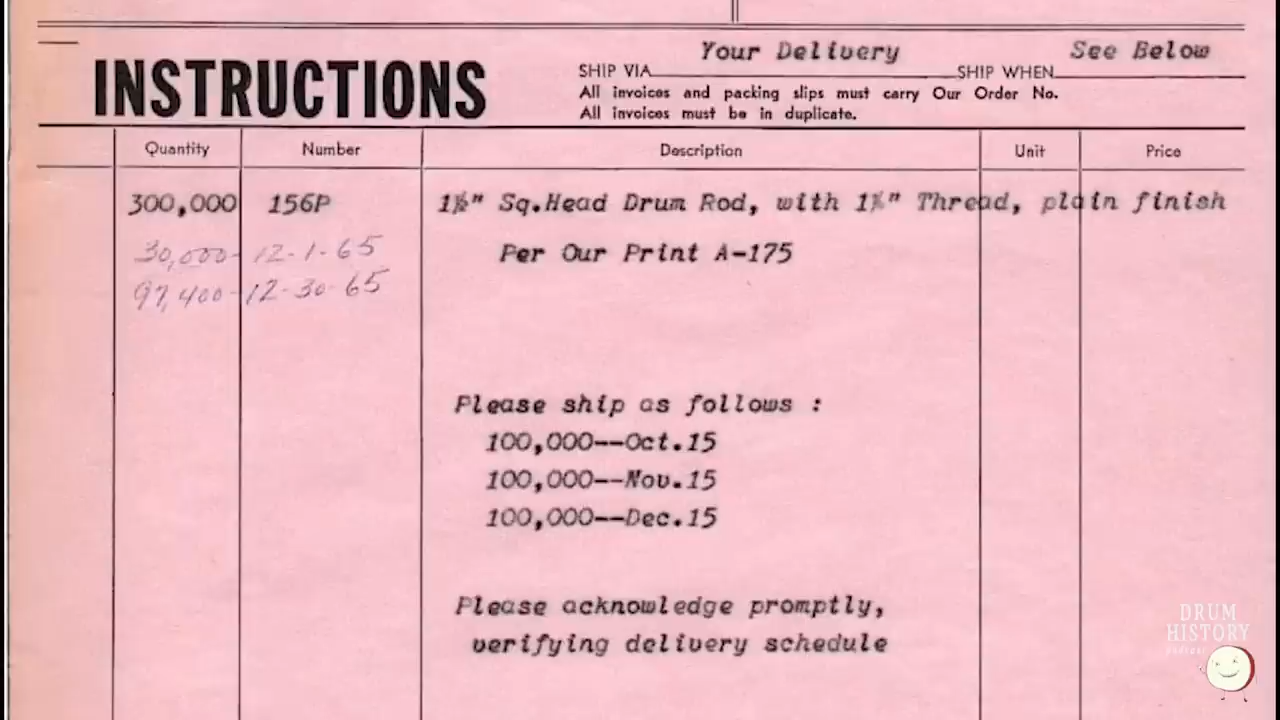 Your Delivery See Below
INSTRUCTIONS
SHIP VIA SHIP WHEN
All invoices and packing slips must carry Our Order No.
All invoices must be in duplicate.
Quantity Number Description Unit Price
300,000 156P 1½" Sq.Head Drum Rod, with 1⅜" Thread, plain finish
30,000- 12-1-65 Per Our Print A-175
97,400-12-30-65
Please ship as follows :
100,000--Oct.15
100,000--Nov.15
100,000--Dec.15
Please acknowledge promptly,
verifying delivery schedule
DRUM
HISTORY
podcast